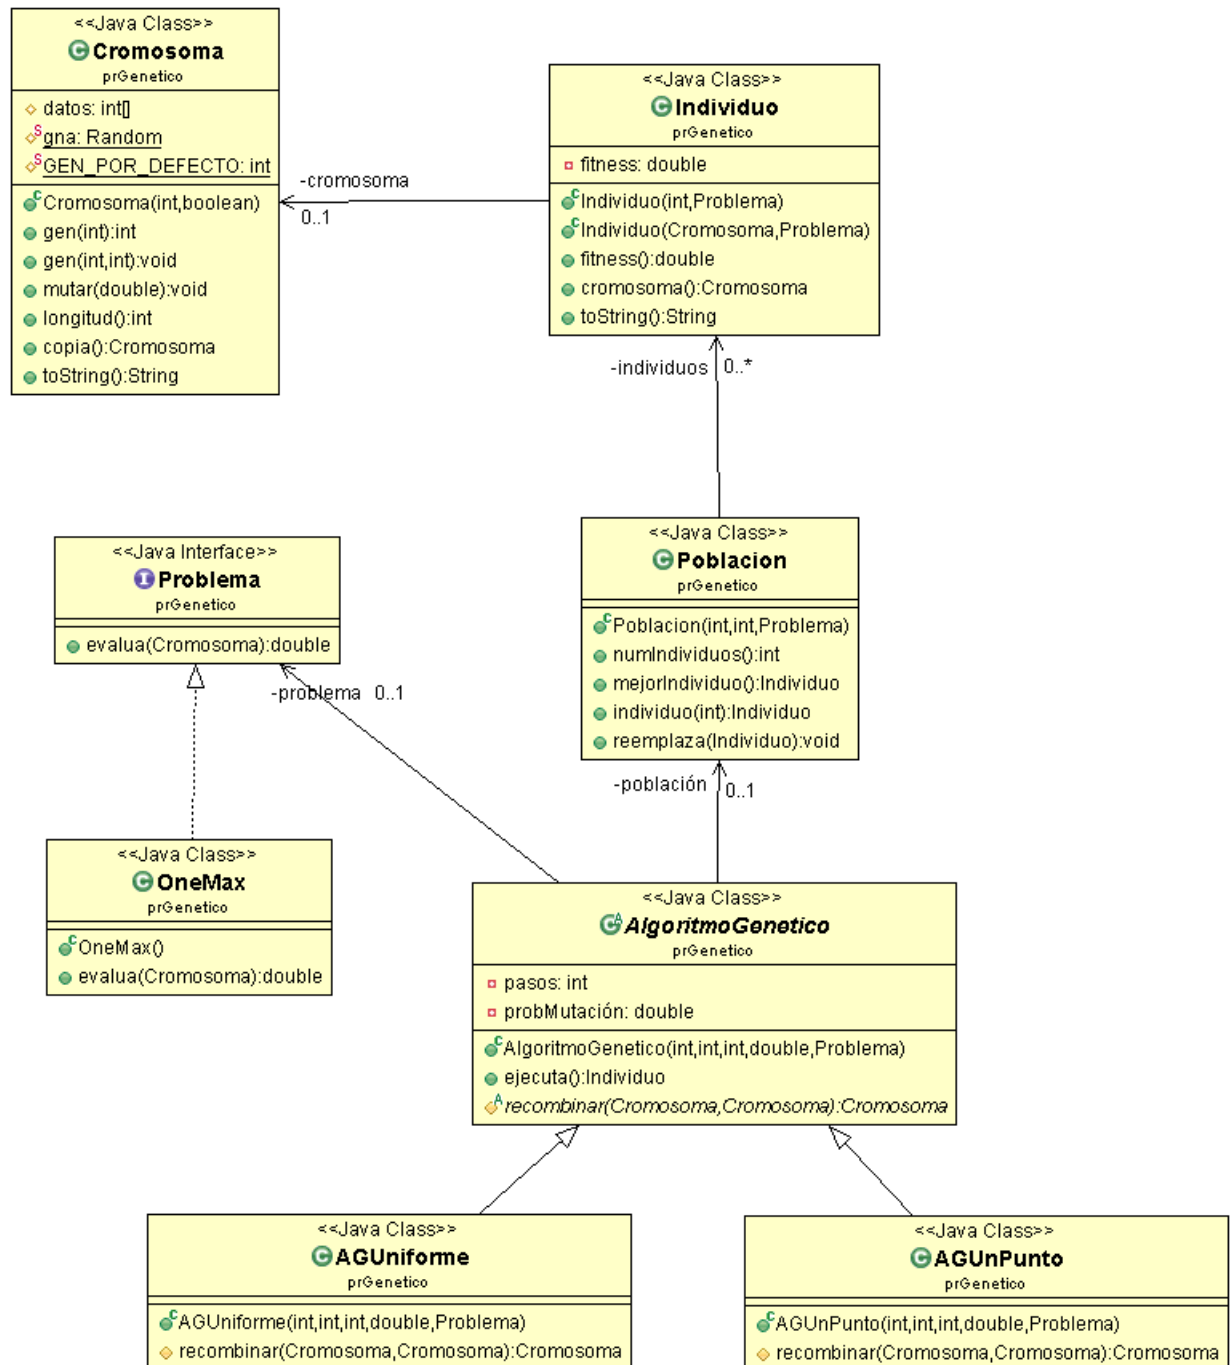 <<Java Class>>
Cromosoma
prGenetico
datos: int[]
gna: Random
GEN_POR_DEFECTO: int
Cromosoma(int,boolean)
gen(int):int
gen(int,int):void
mutar(double):void
longitud():int
copia():Cromosoma
toString():String
-cromosoma
0..1
<<Java Class>>
Individuo
prGenetico
fitness: double
Individuo(int,Problema)
Individuo(Cromosoma,Problema)
fitness():double
cromosoma():Cromosoma
toString():String
-individuos 0..*
<<Java Class>>
Poblacion
prGenetico
Poblacion(int,int,Problema)
numIndividuos():int
mejorIndividuo():Individuo
individuo(int):Individuo
reemplaza(Individuo):void
<<Java Interface>>
Problema
prGenetico
evalua(Cromosoma):double
-problema 0..1
-población 0..1
<<Java Class>>
OneMax
prGenetico
OneMax()
evalua(Cromosoma):double
<<Java Class>>
AlgoritmoGenetico
prGenetico
pasos: int
probMutación: double
AlgoritmoGenetico(int,int,int,double,Problema)
ejecuta():Individuo
recombinar(Cromosoma,Cromosoma):Cromosoma
<<Java Class>>
AGUniforme
prGenetico
AGUniforme(int,int,int,double,Problema)
recombinar(Cromosoma,Cromosoma):Cromosoma
<<Java Class>>
AGUnPunto
prGenetico
AGUnPunto(int,int,int,double,Problema)
recombinar(Cromosoma,Cromosoma):Cromosoma